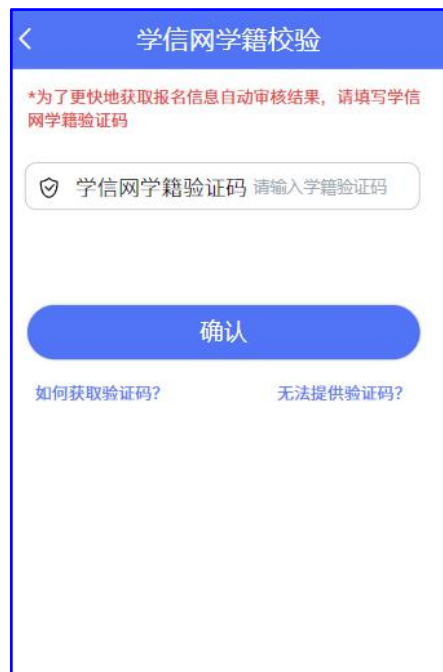 学信网学籍校验
*为了更快地获取报名信息自动审核结果，请填写学信
网学籍验证码
学信网学籍验证码 请输入学籍验证码
确认
如何获取验证码？ 无法提供验证码？